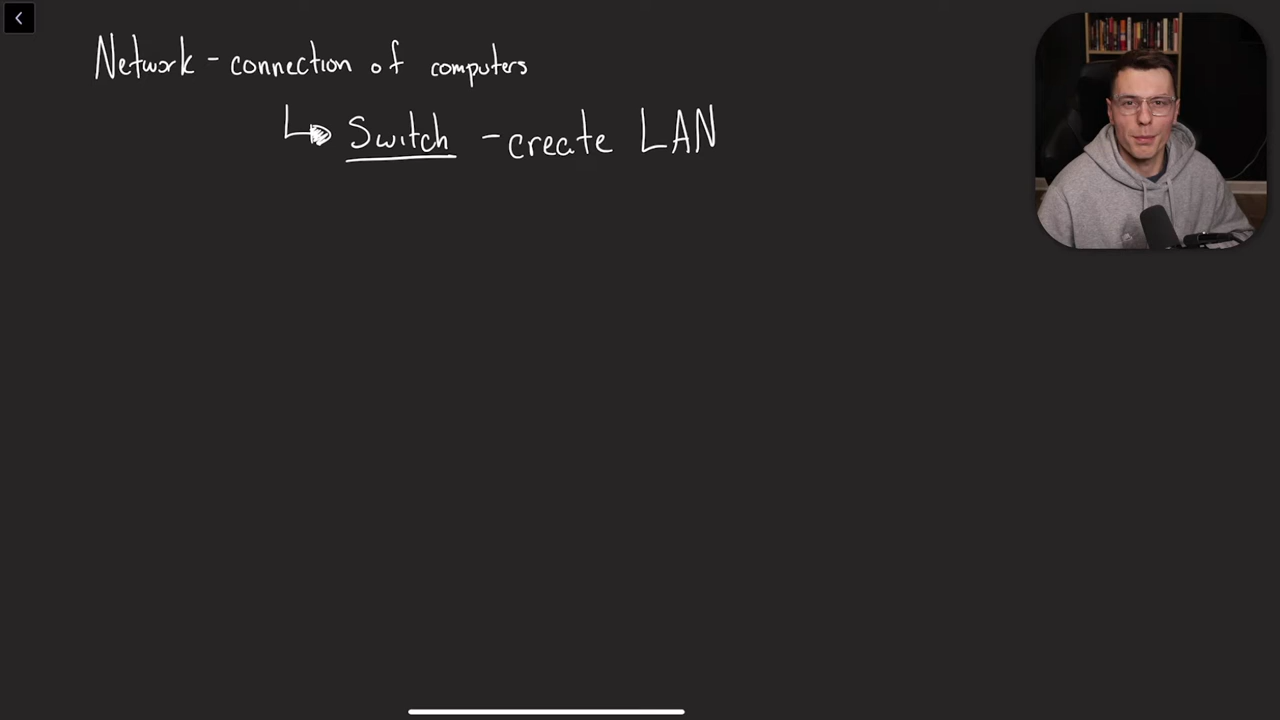 Network - connection of computers
↳ Switch - create LAN